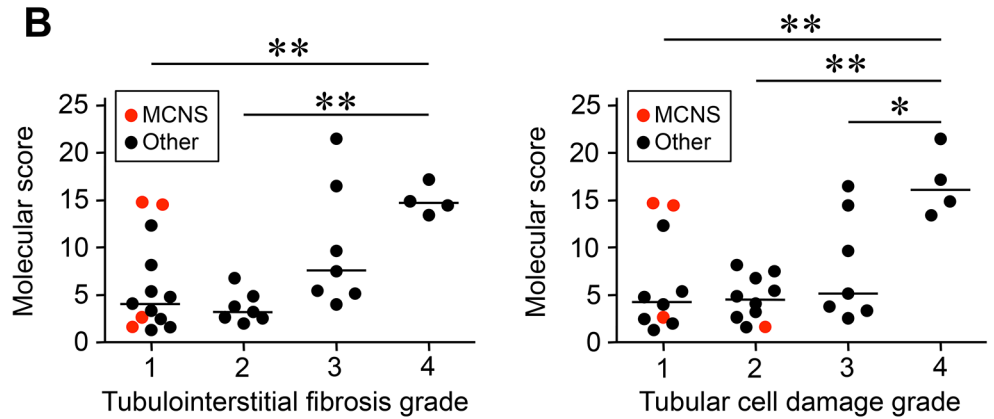 B
**
**
25
20
15
10
5
0
Molecular score
MCNS
Other
1 2 3 4
Tubulointerstitial fibrosis grade
**
**
*
25
20
15
10
5
0
Molecular score
MCNS
Other
1 2 3 4
Tubular cell damage grade